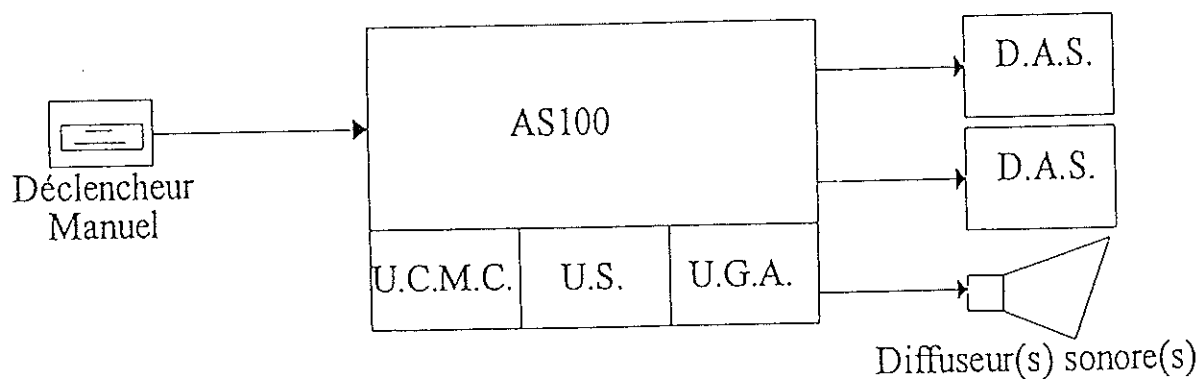 D.A.S.
AS100
D.A.S.
Déclencheur
Manuel
U.C.M.C.
U.S.
U.G.A.
Diffuseur(s) sonore(s)